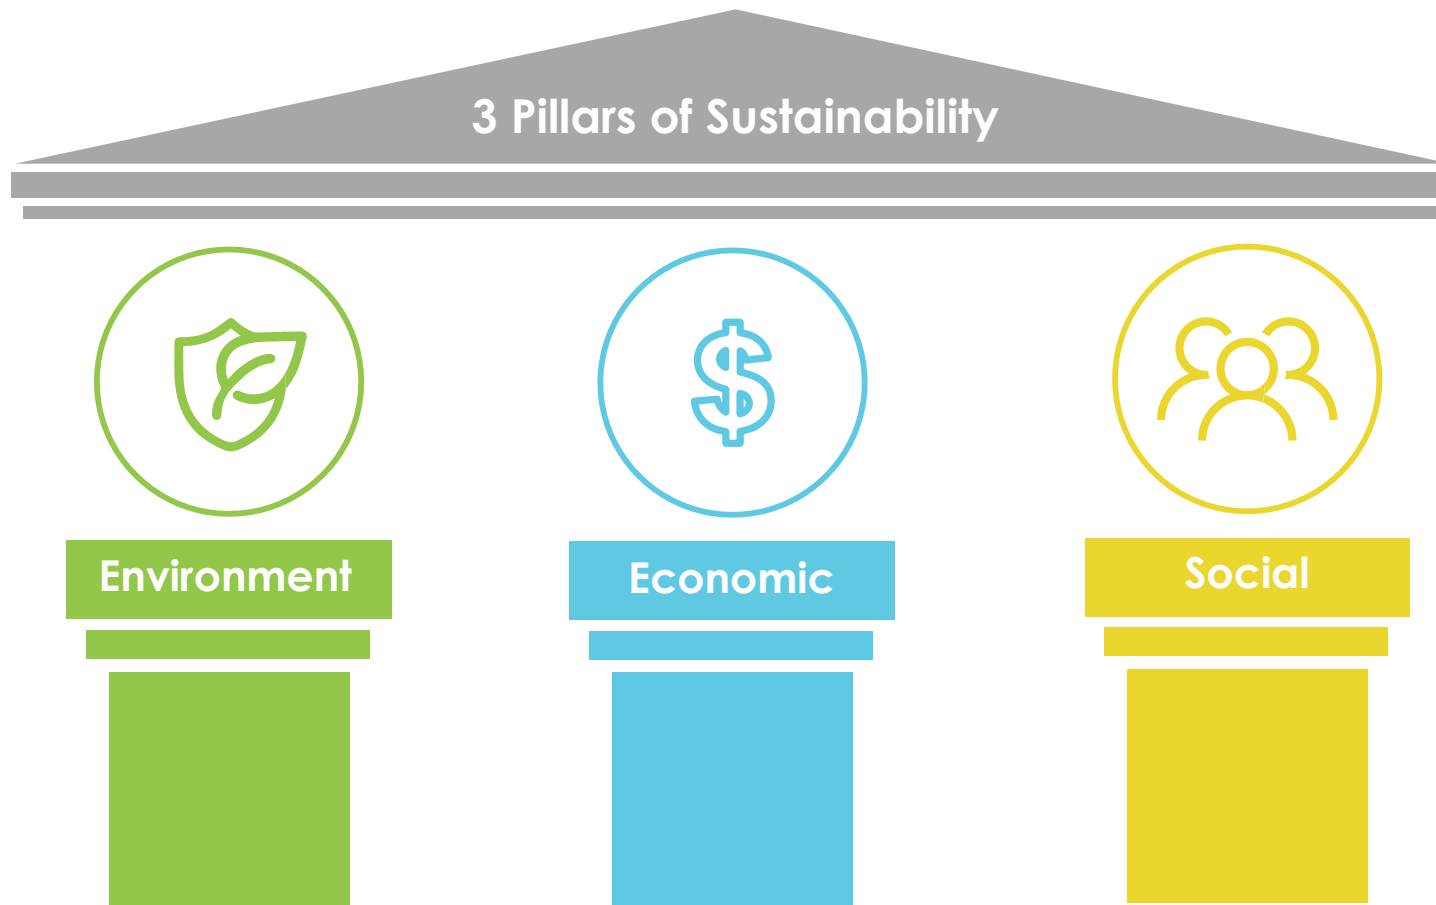 3 Pillars of Sustainability
Environment
Economic
Social